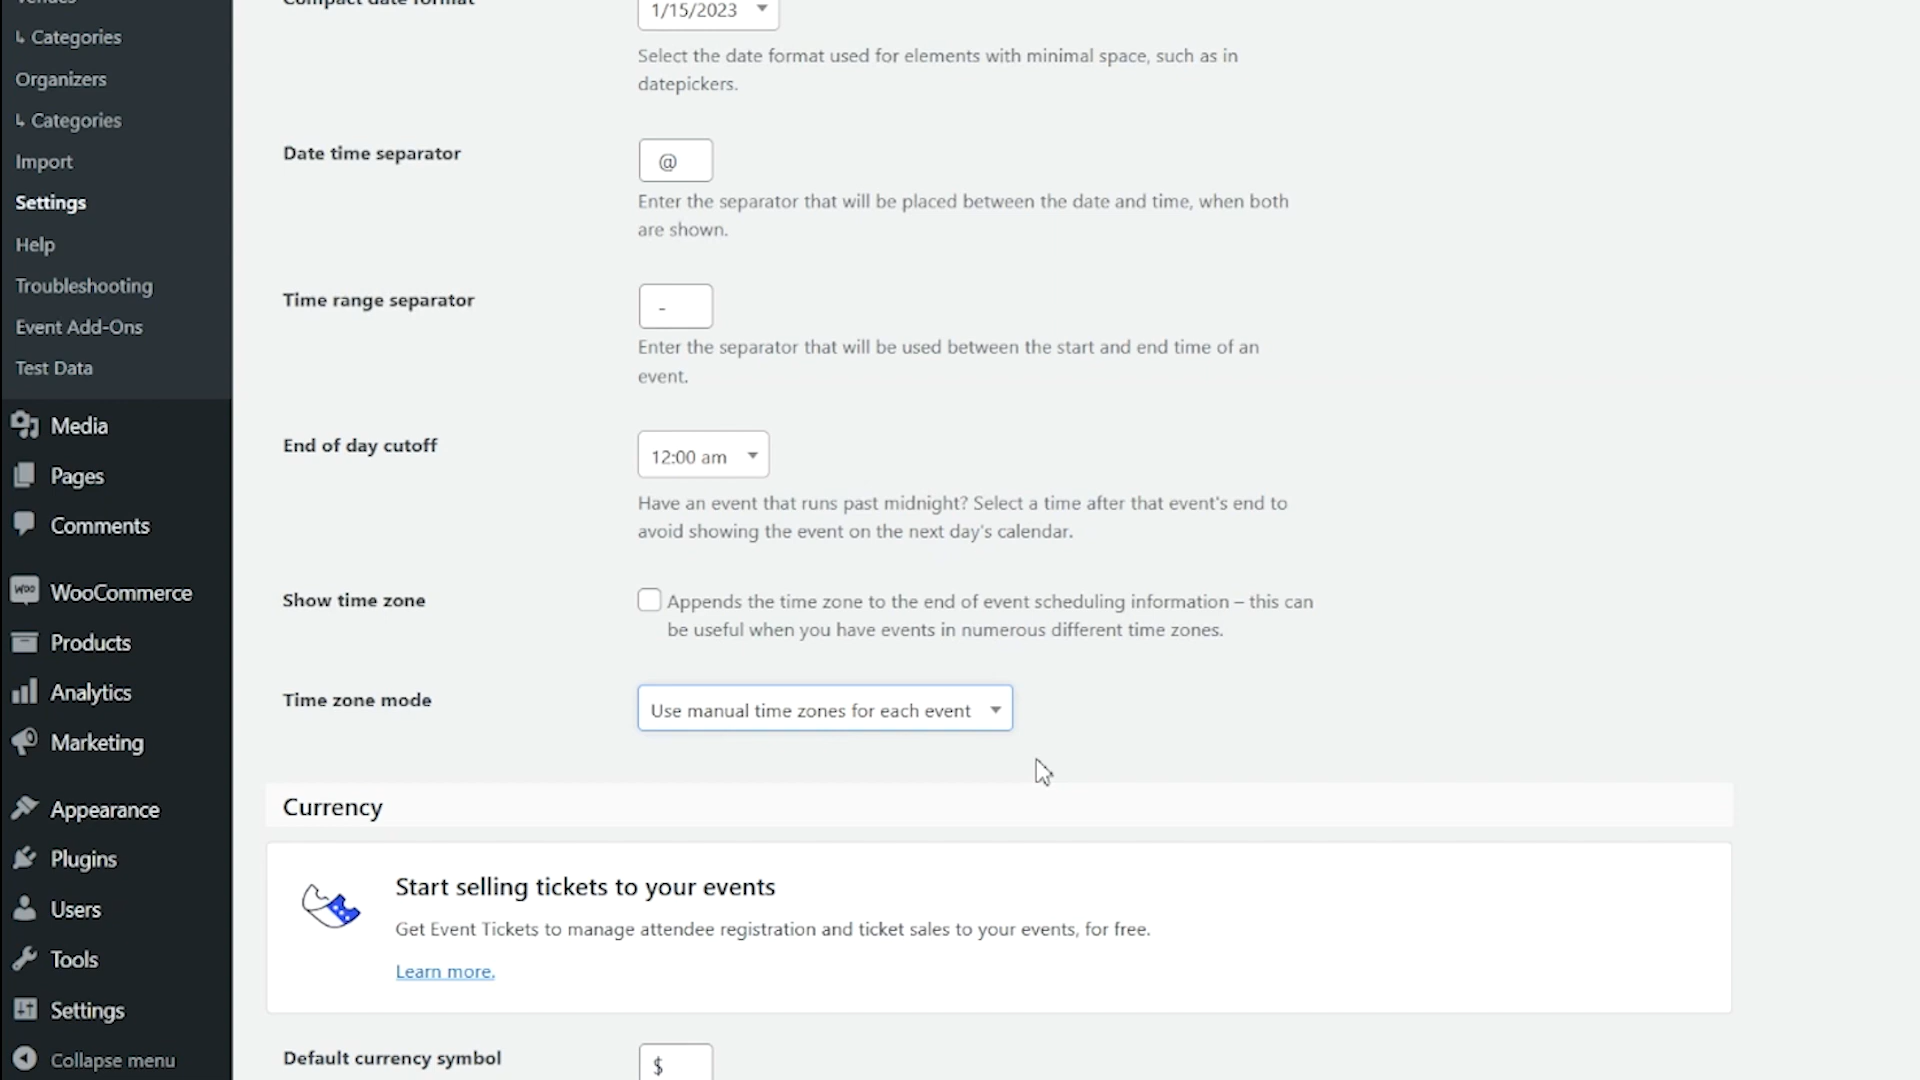 Venues
Compact date format
1/15/2023
↳ Categories
Select the date format used for elements with minimal space, such as in
datepickers.
Organizers
↳ Categories
Import
Date time separator
@
Enter the separator that will be placed between the date and time, when both
are shown.
Settings
Help
Troubleshooting
Time range separator
-
Event Add-Ons
Enter the separator that will be used between the start and end time of an
event.
Test Data
Media
End of day cutoff
12:00 am
Pages
Have an event that runs past midnight? Select a time after that event's end to
avoid showing the event on the next day's calendar.
Comments
WooCommerce
Show time zone
Appends the time zone to the end of event scheduling information – this can
be useful when you have events in numerous different time zones.
Products
Analytics
Time zone mode
Use manual time zones for each event
Marketing
Appearance
Currency
Plugins
Start selling tickets to your events
Users
Get Event Tickets to manage attendee registration and ticket sales to your events, for free.
Tools
Learn more.
Settings
Collapse menu
Default currency symbol
$